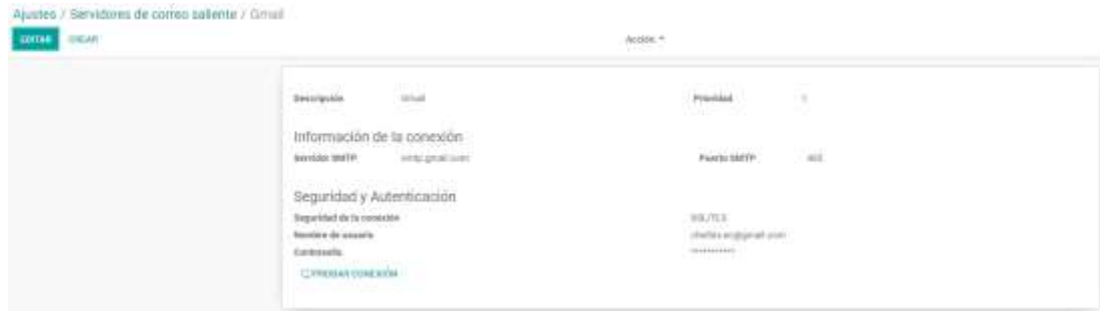 Ajustes / Servidores de correo saliente / Gmail
EDITAR CREAR Acción
Descripción Gmail Prioridad
Información de la conexión
Servidor SMTP smtp.gmail.com Puerto SMTP 465
Seguridad y Autenticación
Seguridad de la conexión SSL/TLS
Nombre de usuario
Contraseña ***********
PROBAR CONEXIÓN